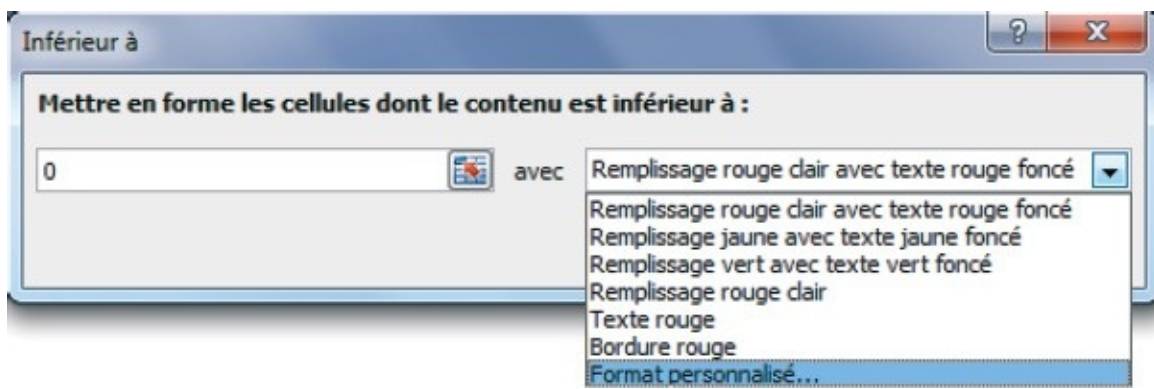 Inférieur à
Mettre en forme les cellules dont le contenu est inférieur à :
0 avec Remplissage rouge clair avec texte rouge foncé
Remplissage rouge clair avec texte rouge foncé
Remplissage jaune avec texte jaune foncé
Remplissage vert avec texte vert foncé
Remplissage rouge clair
Texte rouge
Bordure rouge
Format personnalisé...